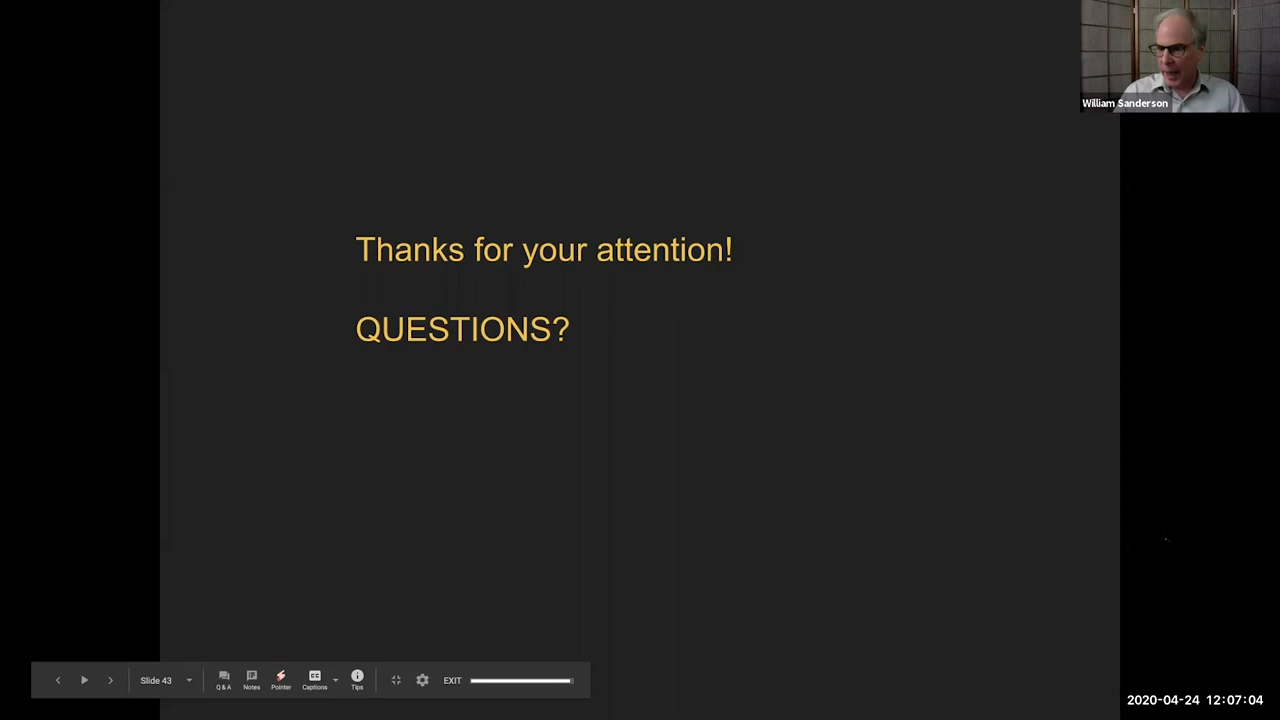 William Sanderson
Thanks for your attention!
QUESTIONS?
Slide 43
Q & A
Notes
Pointer
Captions
Tips
EXIT
2020-04-24 12:07:04